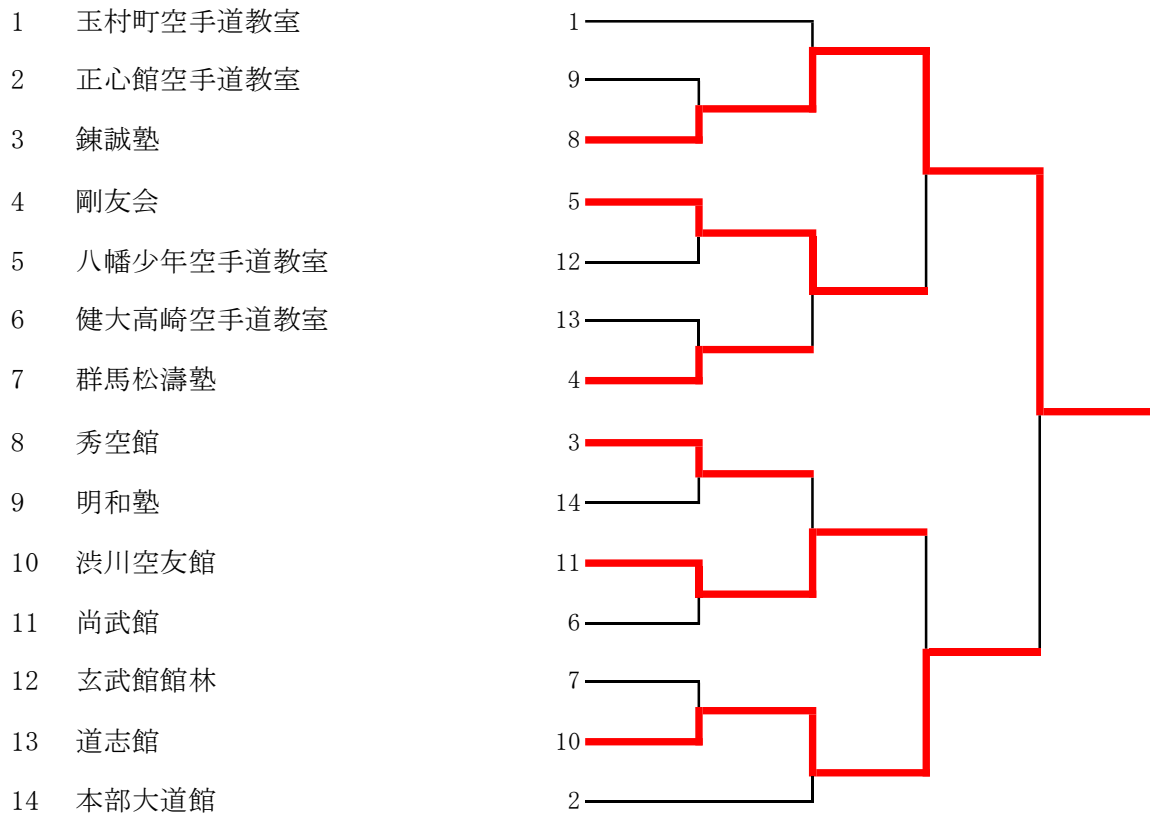 1 玉村町空手道教室 1
2 正心館空手道教室 9
3 錬誠塾 8
4 剛友会 5
5 八幡少年空手道教室 12
6 健大高崎空手道教室 13
7 群馬松濤塾 4
8 秀空館 3
9 明和塾 14
10 渋川空友館 11
11 尚武館 6
12 玄武館館林 7
13 道志館 10
14 本部大道館 2